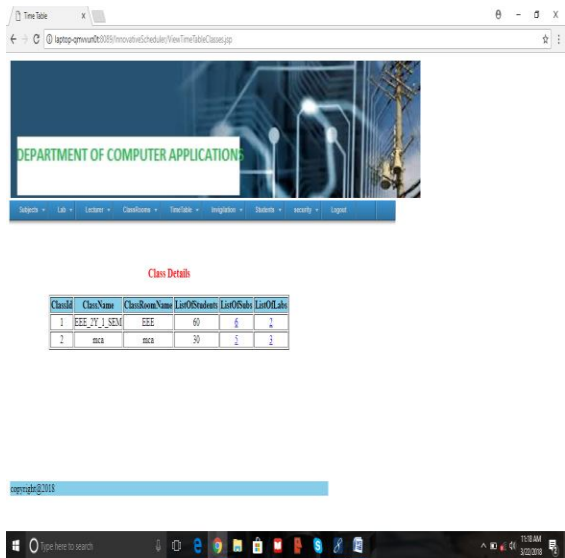 Time Table
laptop-qmvvurr0t:8089/InnovativeScheduler/ViewTimeTableClasses.jsp
DEPARTMENT OF COMPUTER APPLICATIONS
Subjects Lab Lecturer ClassRooms TimeTable Invigilation Students security Logout
Class Details
ClassId ClassName ClassRoomName ListOfStudents ListOfSubs ListOfLabs
1 EEE_2Y_1_SEM EEE 60 6 2
2 mca mca 30 5 3
copyright@2018
Type here to search
11:18 AM
3/22/2018